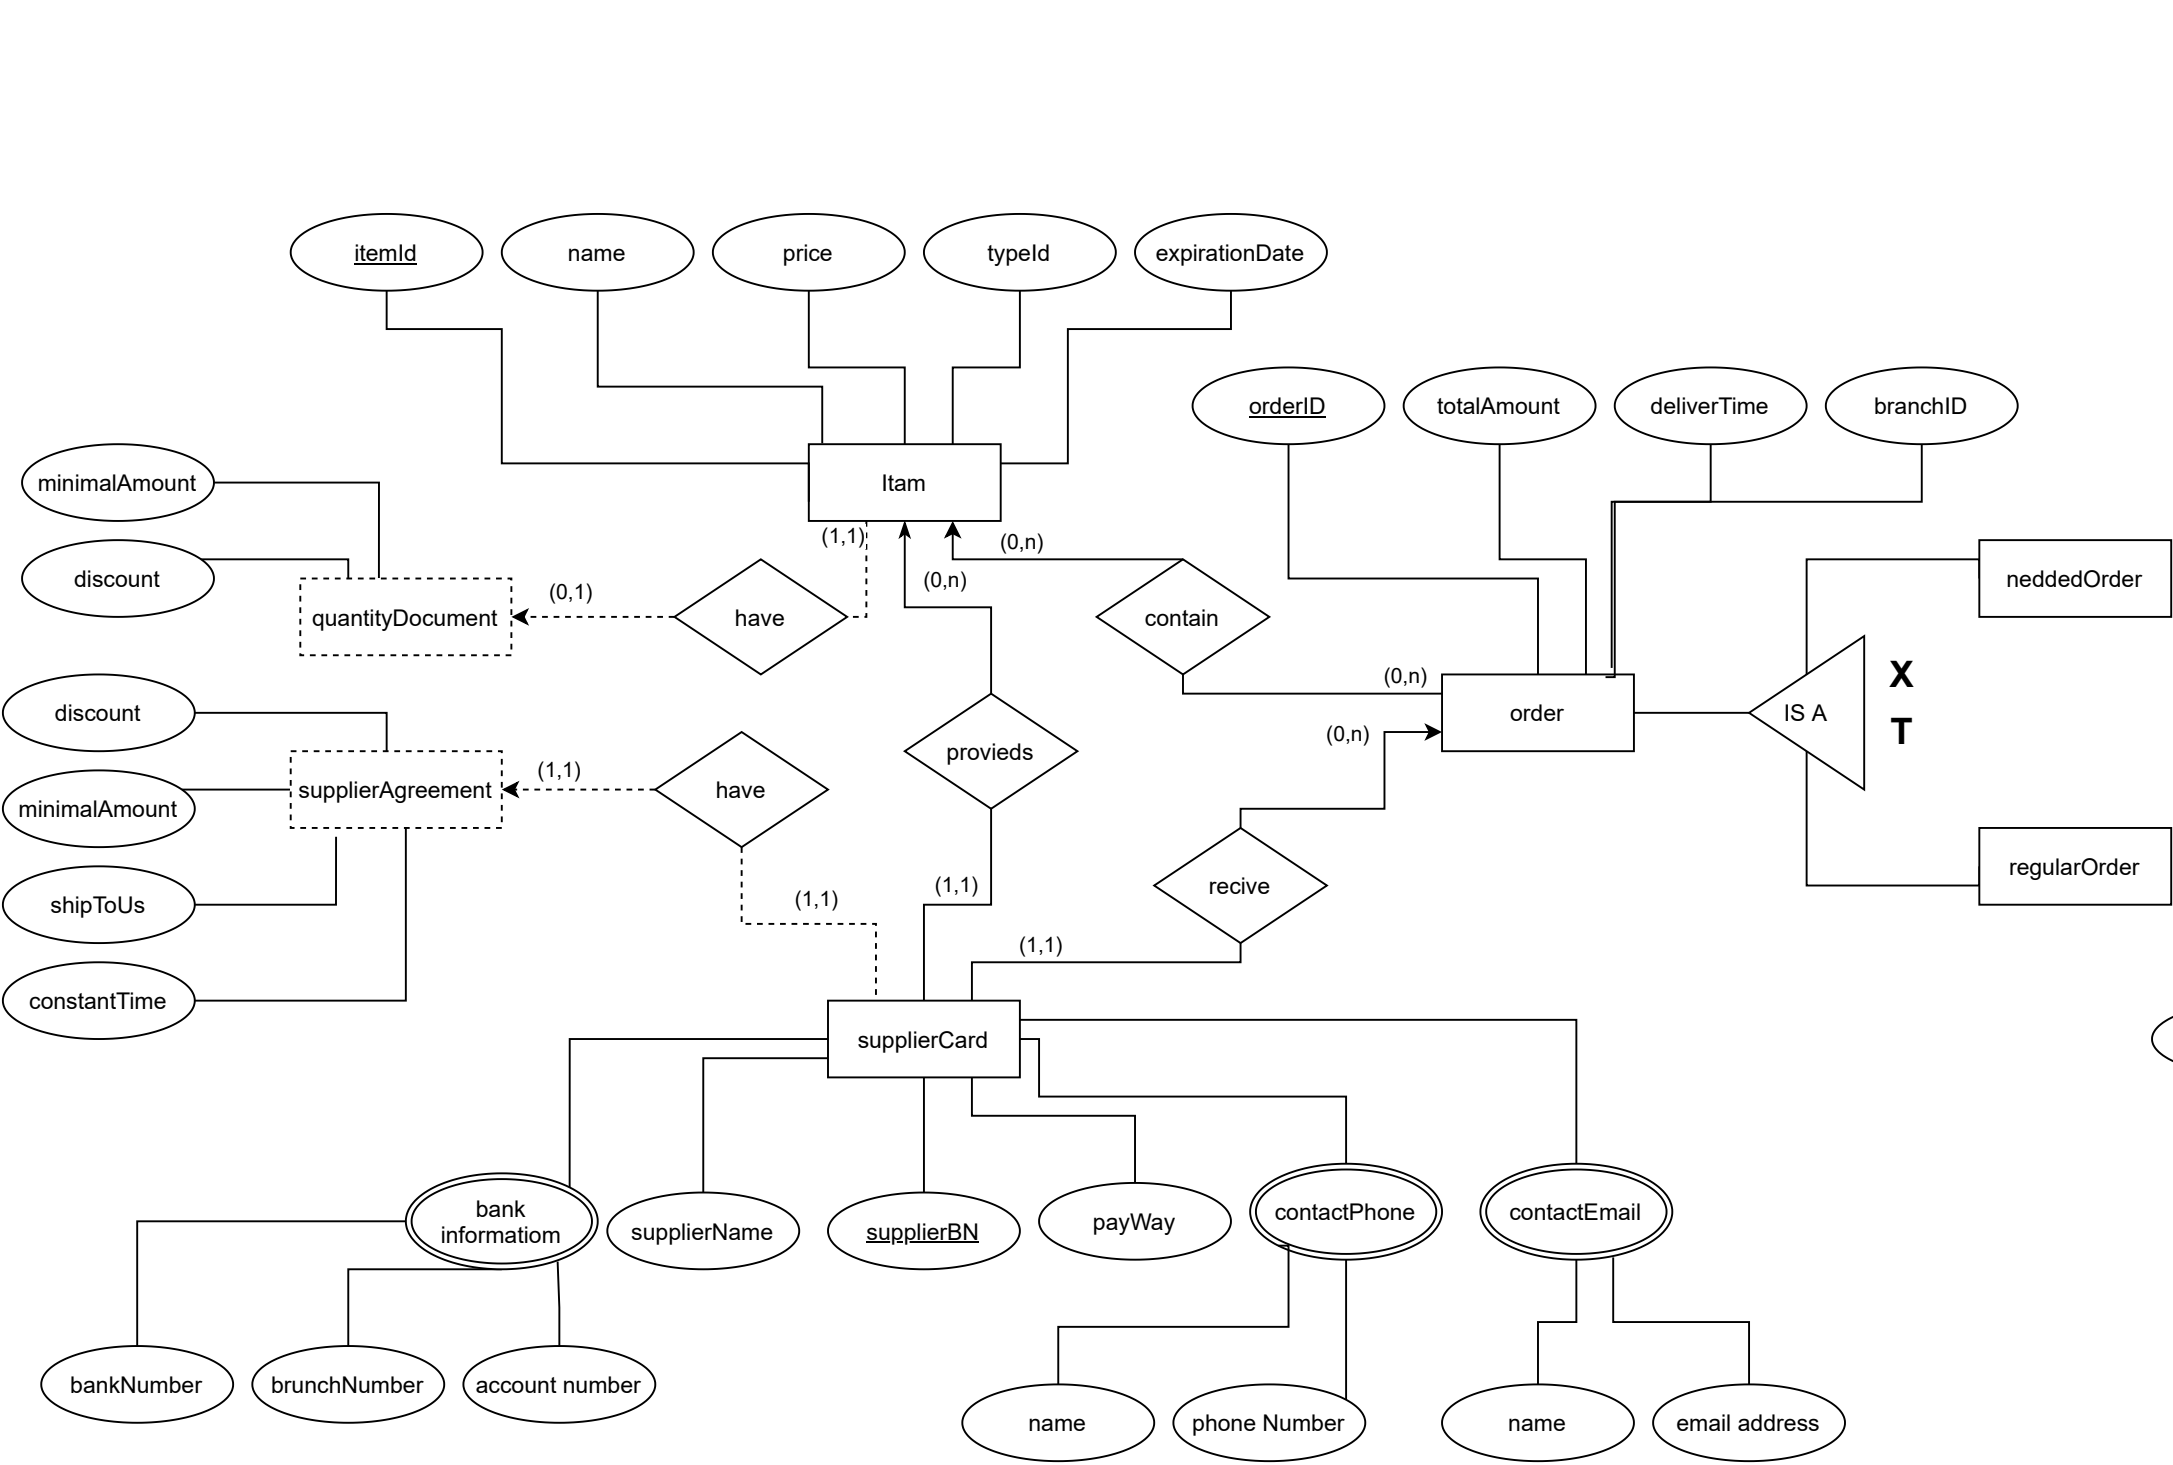 itemId
name
price
typeId
expirationDate
orderID
totalAmount
deliverTime
branchID
minimalAmount
Itam
(1,1)
(0,n)
discount
(0,1)
(0,n)
neddedOrder
quantityDocument
have
contain
(0,n)
X
discount
order
IS A
T
(0,n)
provieds
(1,1)
supplierAgreement
have
minimalAmount
regularOrder
(1,1)
(1,1)
recive
shipToUs
(1,1)
constantTime
supplierCard
bank
informatiom
supplierName
supplierBN
payWay
contactPhone
contactEmail
bankNumber
brunchNumber
account number
name
phone Number
name
email address